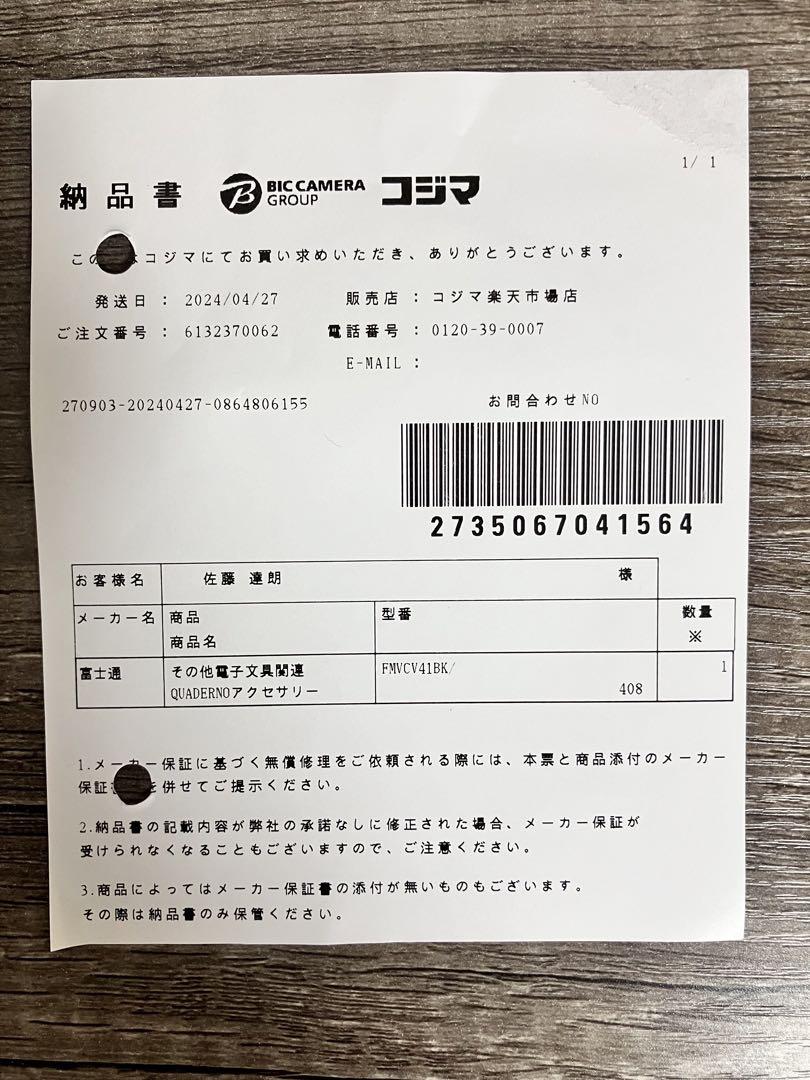 1/ 1
納品書 B BIC CAMERA GROUP コジマ
この はコジマにてお買い求めいただき、ありがとうございます。
発送日 : 2024/04/27 販売店 : コジマ楽天市場店
ご注文番号 : 6132370062 電話番号 : 0120-39-0007
E-MAIL :
270903-20240427-0864806155 お問合わせNO
2735067041564
お客様名 佐藤 達朗 様
メーカー名 商品 型番 数量
商品名 ※
富士通 その他電子文具関連 FMVCV41BK/ 1
QUADERNOアクセサリー 408
1.メーカー保証に基づく無償修理をご依頼される際には、本票と商品添付のメーカー
保証 を併せてご提示ください。
2.納品書の記載内容が弊社の承諾なしに修正された場合、メーカー保証が
受けられなくなることもございますので、ご注意ください。
3.商品によってはメーカー保証書の添付が無いものもございます。
その際は納品書のみ保管ください。